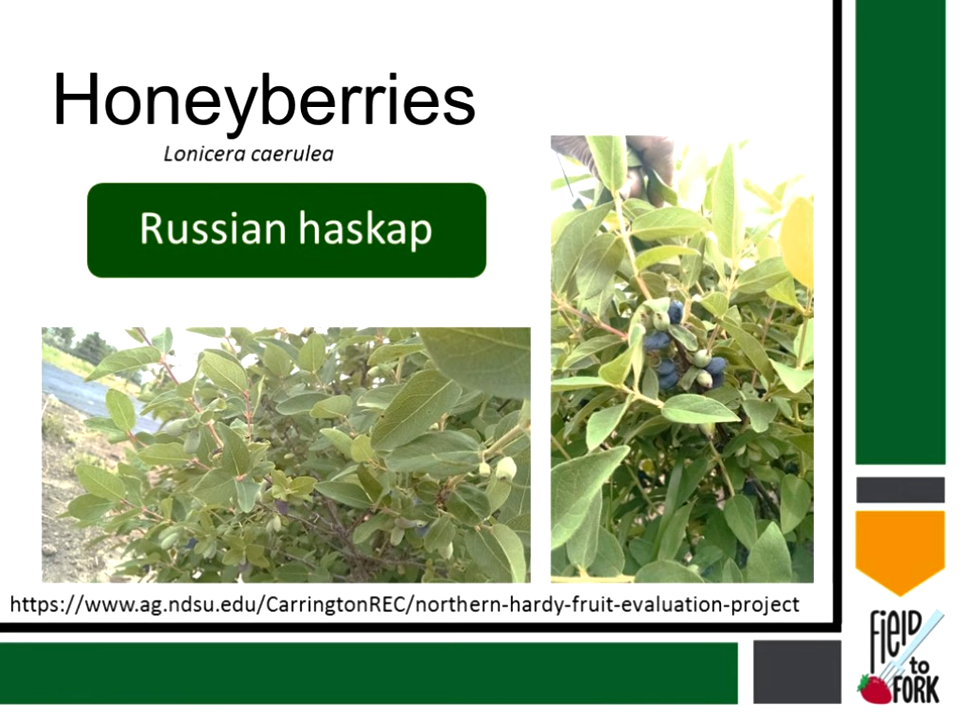 Honeyberries
Lonicera caerulea
Russian haskap
https://www.ag.ndsu.edu/CarringtonREC/northern-hardy-fruit-evaluation-project
FiELD
to
FORK